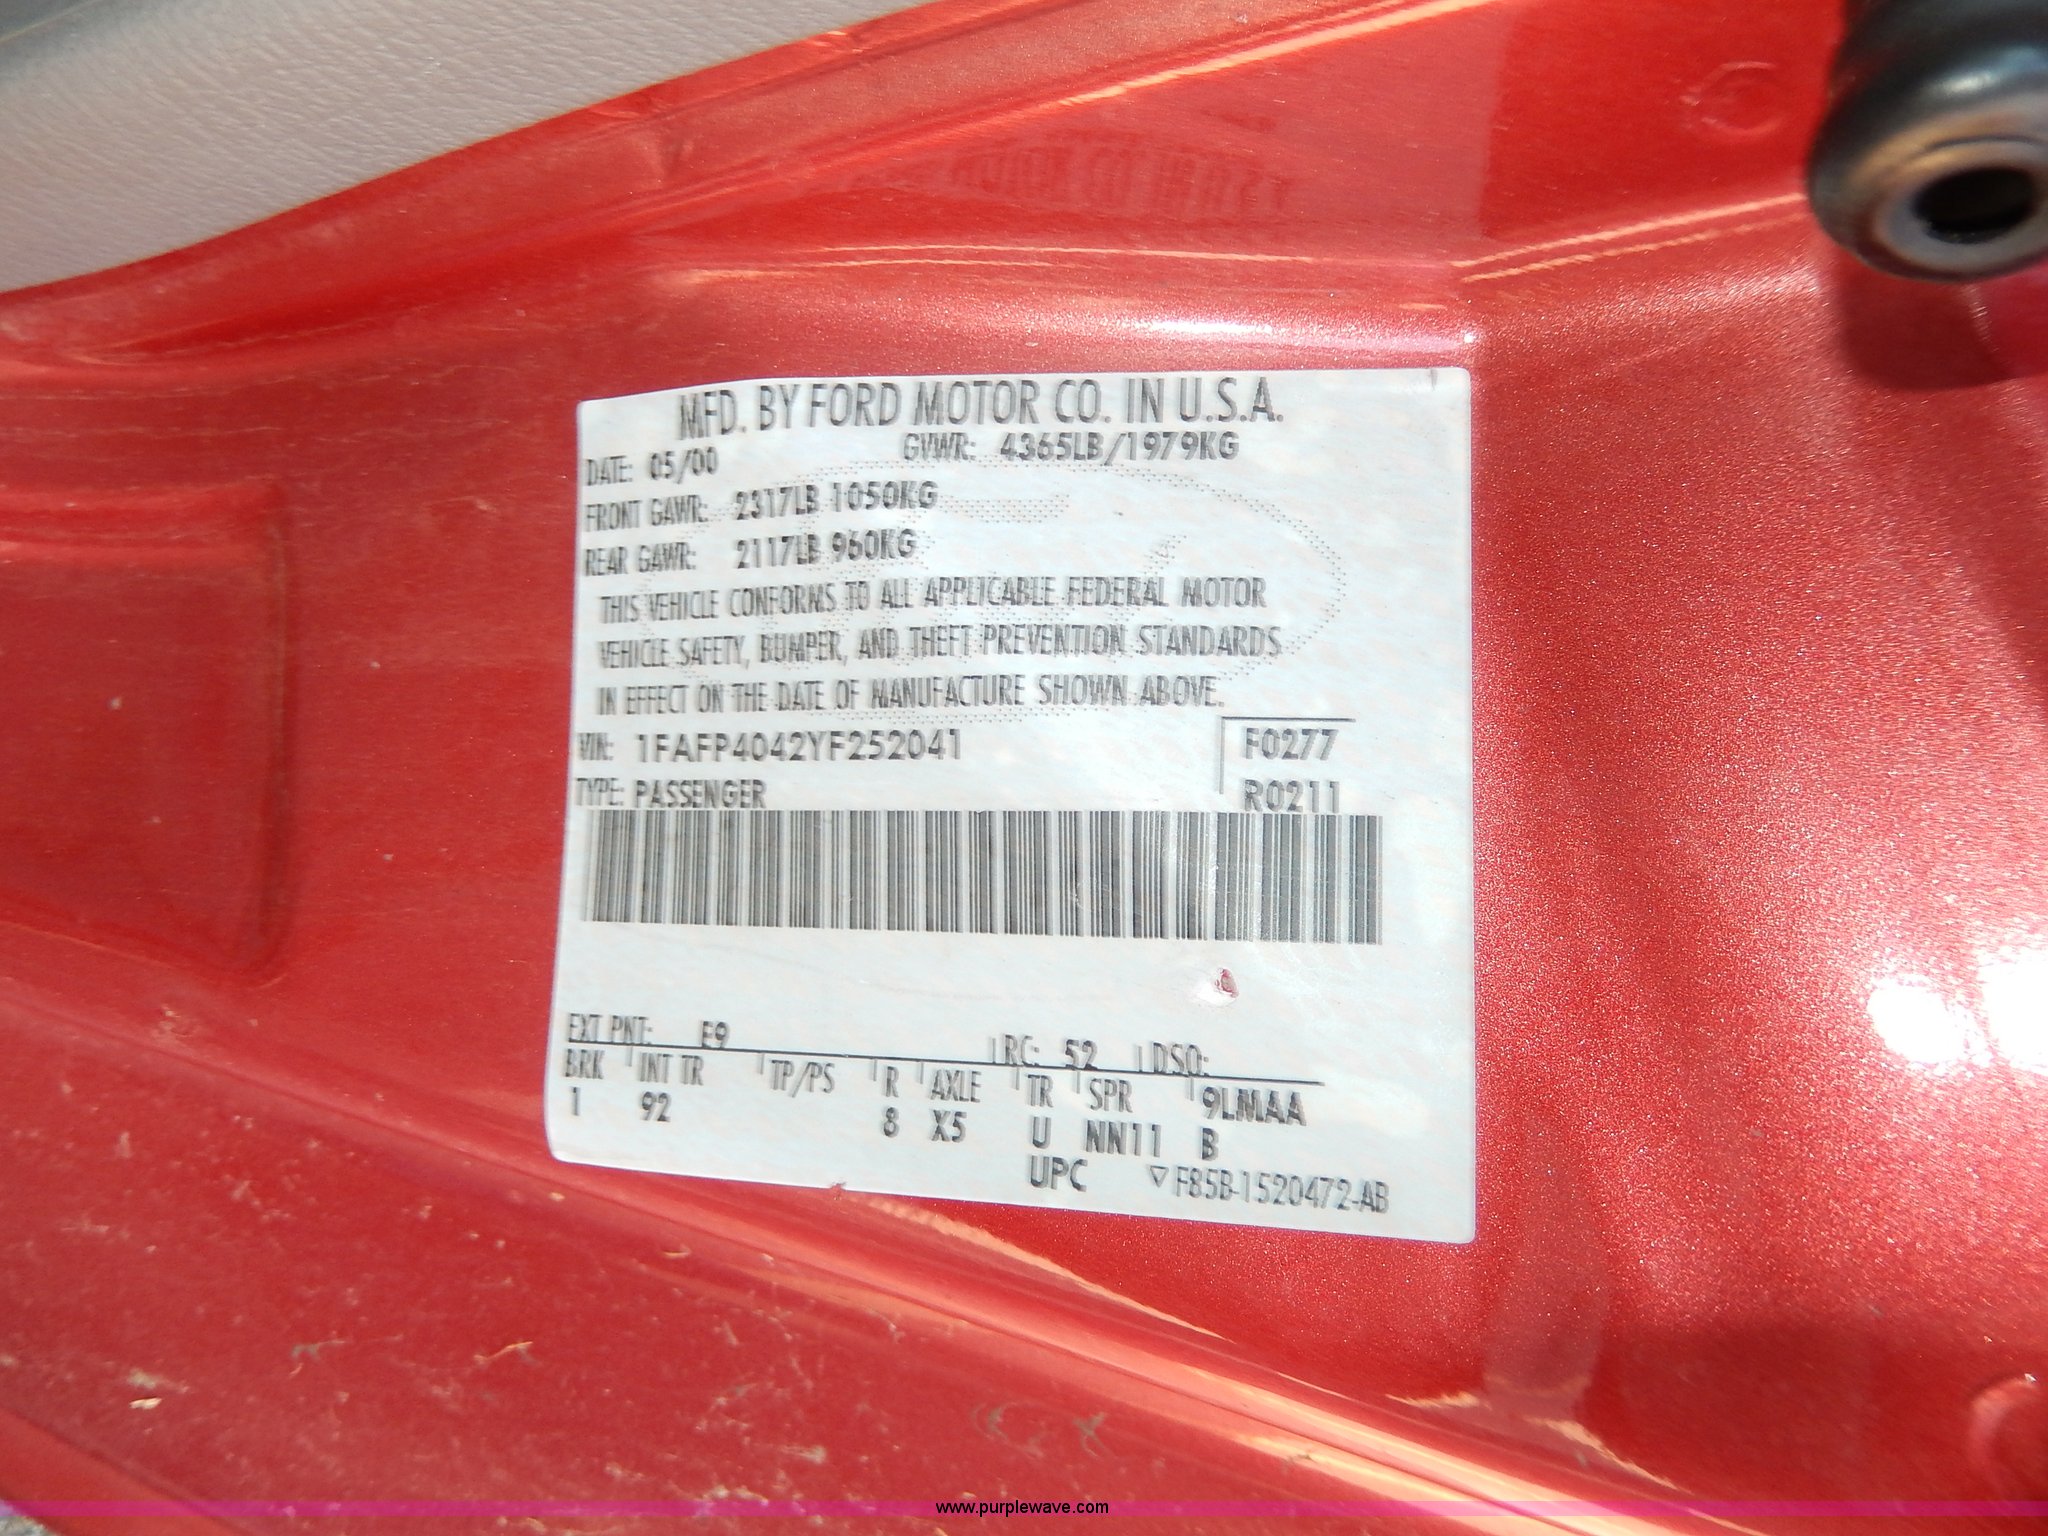 MFD. BY FORD MOTOR CO. IN U.S.A.
DATE: 05/00 GVWR: 4365LB/1979KG
FRONT GAWR: 2317LB 1050KG
REAR GAWR: 2117LB 960KG
THIS VEHICLE CONFORMS TO ALL APPLICABLE FEDERAL MOTOR
VEHICLE SAFETY, BUMPER, AND THEFT PREVENTION STANDARDS
IN EFFECT ON THE DATE OF MANUFACTURE SHOWN ABOVE.
VIN: 1FAFP4042YF252041 F0277
TYPE: PASSENGER R0211
EXT PNT: E9 RC: 52 DSO:
BRK INT TR TP/PS R AXLE TR SPR 9LMAA
1 92 8 X5 U NN11 B
UPC ▽F85B-1520472-AB
www.purplewave.com